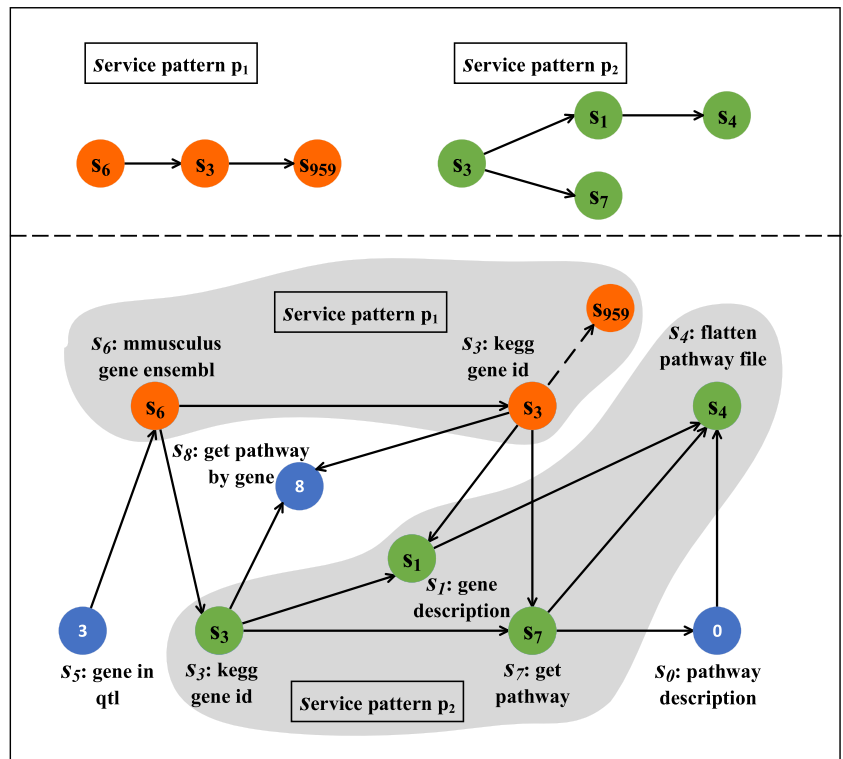 Service pattern p₁
Service pattern p₂
s₁
s₄
s₆
s₃
s₉₅₉
s₃
s₇
Service pattern p₁
s₉₅₉
s₆: mmusculus
gene ensembl
s₃: kegg
gene id
s₄: flatten
pathway file
s₆
s₃
s₄
s₈: get pathway
by gene
8
s₁
s₁: gene
description
3
s₃
s₇
0
s₅: gene in
qtl
s₃: kegg
gene id
s₇: get
pathway
s₀: pathway
description
Service pattern p₂